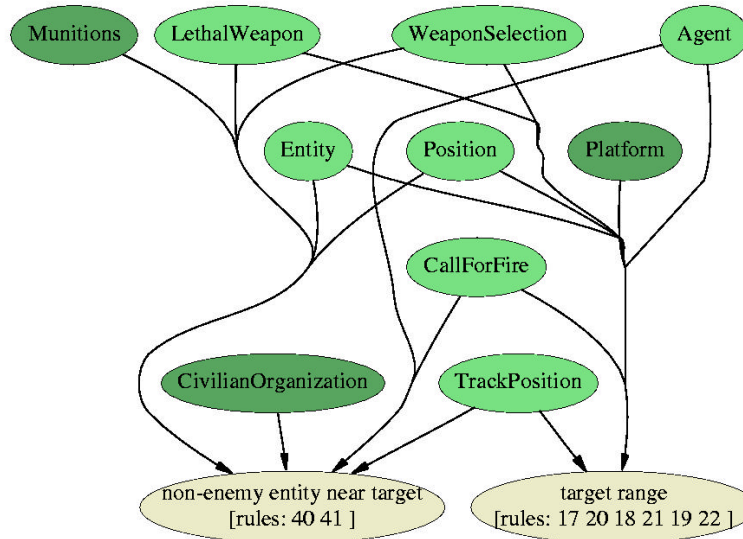 Munitions
LethalWeapon
WeaponSelection
Agent
Entity
Position
Platform
CallForFire
CivilianOrganization
TrackPosition
non-enemy entity near target
[rules: 40 41 ]
target range
[rules: 17 20 18 21 19 22 ]